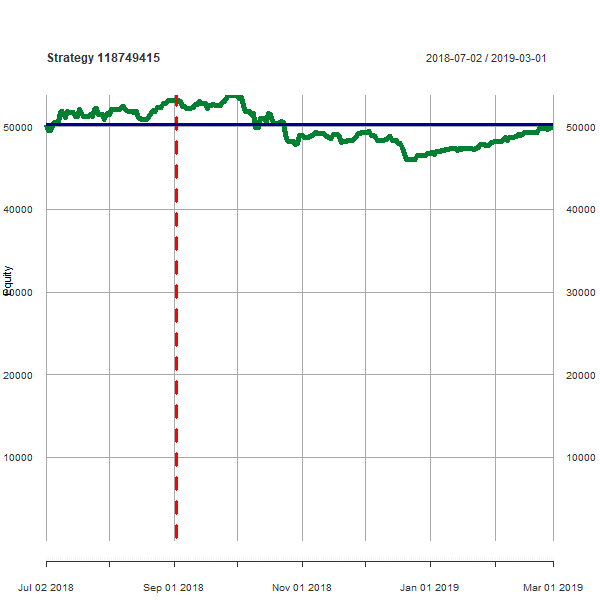 Strategy 118749415
2018-07-02 / 2019-03-01
50000
50000
40000
40000
Equity
30000
30000
20000
20000
10000
10000
Jul 02 2018
Sep 01 2018
Nov 01 2018
Jan 01 2019
Mar 01 2019